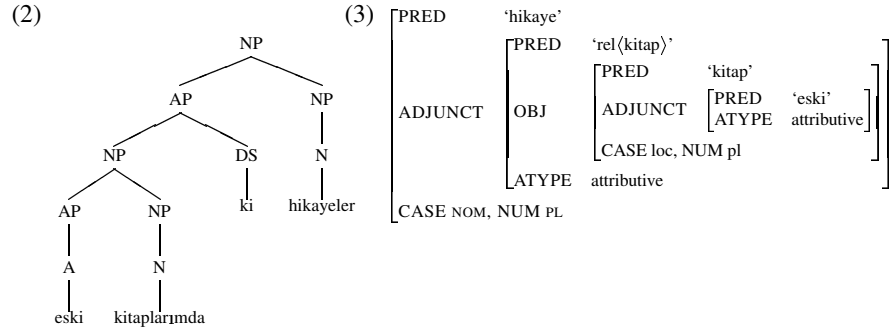 (2)
NP
AP NP
NP DS N
AP NP ki hikayeler
A N
eski kitaplarımda
(3)
PRED ‘hikaye’
PRED ‘rel⟨kitap⟩’
PRED ‘kitap’
ADJUNCT OBJ ADJUNCT PRED ‘eski’
ATYPE attributive
CASE loc, NUM pl
ATYPE attributive
CASE NOM, NUM PL